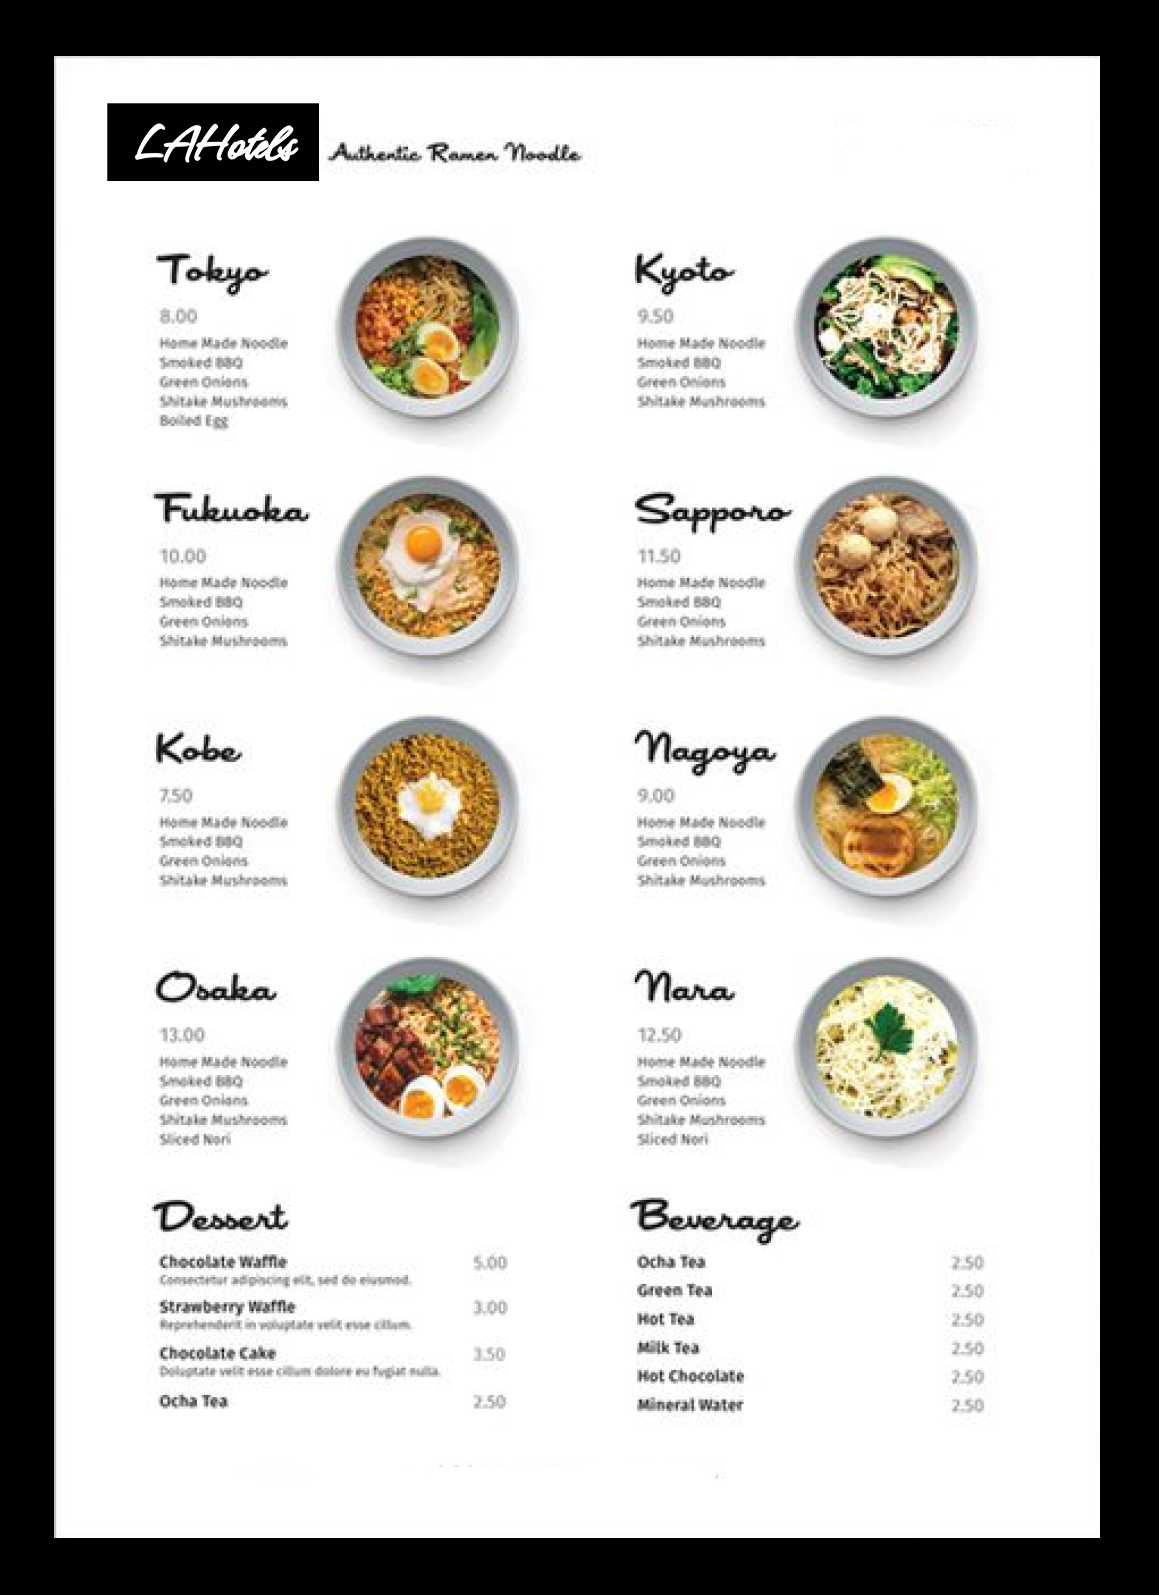 LAHotels
Authentic Ramen Noodle
Tokyo
8.00
Home Made Noodle
Smoked BBQ
Green Onions
Shitake Mushrooms
Boiled Egg
Kyoto
9.50
Home Made Noodle
Smoked BBQ
Green Onions
Shitake Mushrooms
Fukuoka
10.00
Home Made Noodle
Smoked BBQ
Green Onions
Shitake Mushrooms
Sapporo
11.50
Home Made Noodle
Smoked BBQ
Green Onions
Shitake Mushrooms
Kobe
7.50
Home Made Noodle
Smoked BBQ
Green Onions
Shitake Mushrooms
Nagoya
9.00
Home Made Noodle
Smoked BBQ
Green Onions
Shitake Mushrooms
Osaka
13.00
Home Made Noodle
Smoked BBQ
Green Onions
Shitake Mushrooms
Sliced Nori
Nara
12.50
Home Made Noodle
Smoked BBQ
Green Onions
Shitake Mushrooms
Sliced Nori
Dessert
Chocolate Waffle 5.00
Consectetur adipiscing elit, sed do eiusmod.
Strawberry Waffle 3.00
Reprehenderit in voluptate velit esse cillum.
Chocolate Cake 3.50
Doluptate velit esse cillum dolore eu fugiat nulla.
Ocha Tea 2.50
Beverage
Ocha Tea 2.50
Green Tea 2.50
Hot Tea 2.50
Milk Tea 2.50
Hot Chocolate 2.50
Mineral Water 2.50